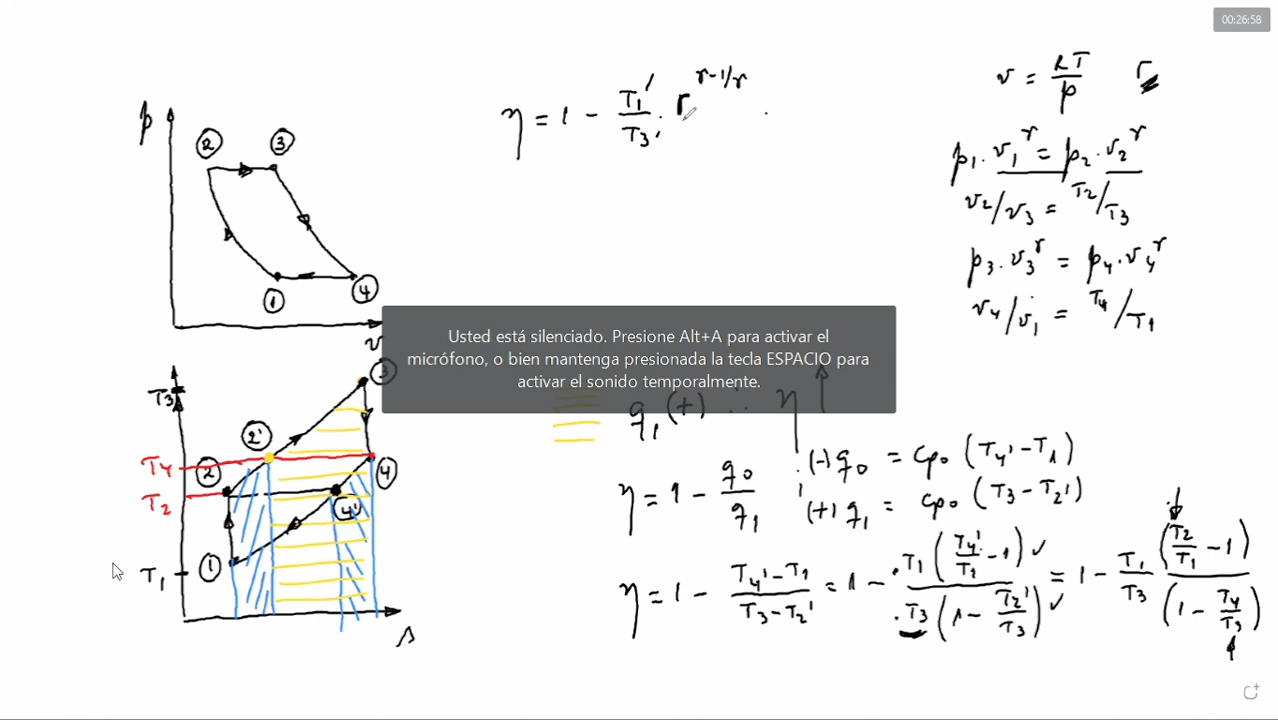 00:26:58
η = 1 - T1'/T3' · r^(γ-1/γ)
v = RT/p r
p1 · v1^γ = p2 · v2^γ
v2/v3 = T2/T3
p3 · v3^γ = p4 · v4^γ
v4/v1 = T4/T1
p
2 3
1 4
v
Usted está silenciado. Presione Alt+A para activar el
micrófono, o bien mantenga presionada la tecla ESPACIO para
activar el sonido temporalmente.
q1 (+) ∴ η ↑
T3 3
2'
T4 2 4
T2 4'
T1 1
s
η = 1 - q0/q1
(-) q0 = cp0 (T4' - T1)
(+) q1 = cp0 (T3 - T2')
η = 1 - (T4' - T1)/(T3 - T2') = 1 - T1 (T4'/T1 - 1)/T3 (1 - T2'/T3) = 1 - T1/T3 (T2/T1 - 1)/(1 - T4/T3)